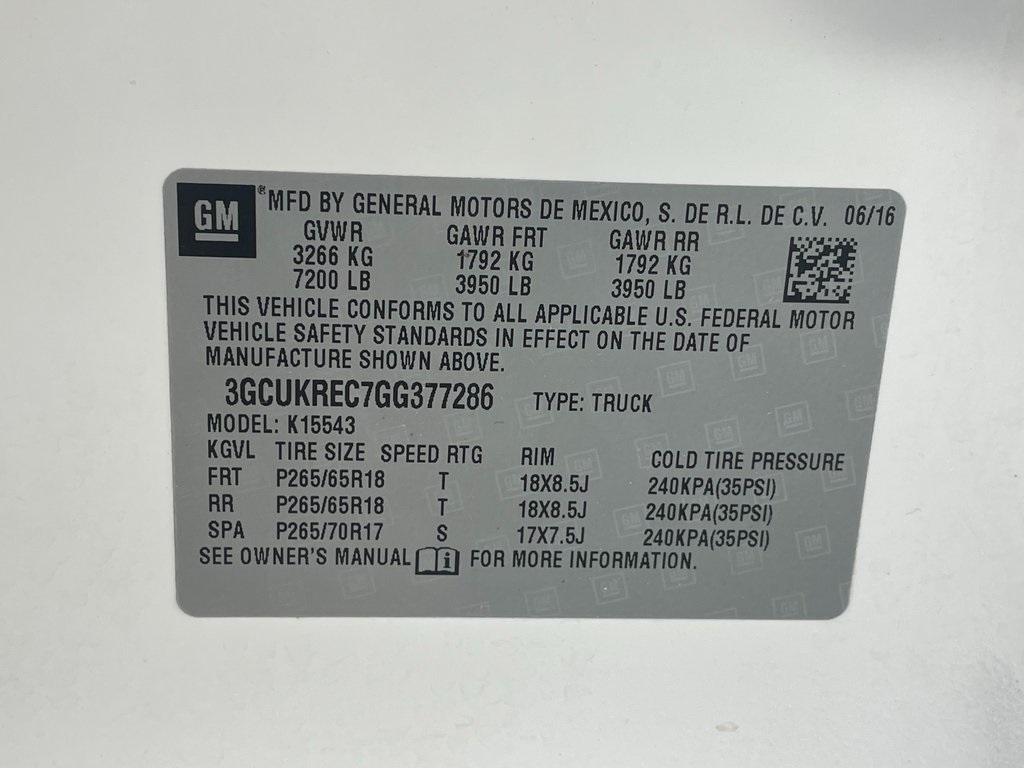 GM ® MFD BY GENERAL MOTORS DE MEXICO, S. DE R.L. DE C.V. 06/16
GVWR GAWR FRT GAWR RR
3266 KG 1792 KG 1792 KG
7200 LB 3950 LB 3950 LB
THIS VEHICLE CONFORMS TO ALL APPLICABLE U.S. FEDERAL MOTOR
VEHICLE SAFETY STANDARDS IN EFFECT ON THE DATE OF
MANUFACTURE SHOWN ABOVE.
3GCUKREC7GG377286 TYPE: TRUCK
MODEL: K15543
KGVL TIRE SIZE SPEED RTG RIM COLD TIRE PRESSURE
FRT P265/65R18 T 18X8.5J 240KPA(35PSI)
RR P265/65R18 T 18X8.5J 240KPA(35PSI)
SPA P265/70R17 S 17X7.5J 240KPA(35PSI)
SEE OWNER'S MANUAL i FOR MORE INFORMATION.